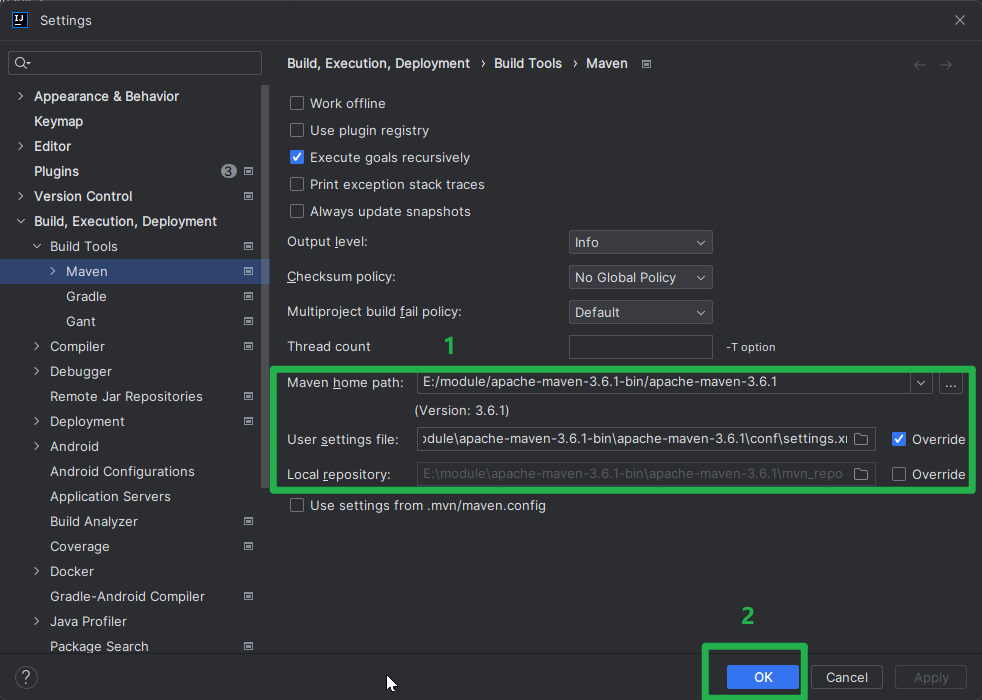 Settings
Build, Execution, Deployment › Build Tools › Maven
Appearance & Behavior
Keymap
Editor
Plugins 3
Version Control
Build, Execution, Deployment
Build Tools
Maven
Gradle
Gant
Compiler
Debugger
Remote Jar Repositories
Deployment
Android
Android Configurations
Application Servers
Build Analyzer
Coverage
Docker
Gradle-Android Compiler
Java Profiler
Package Search
Work offline
Use plugin registry
Execute goals recursively
Print exception stack traces
Always update snapshots
Output level: Info
Checksum policy: No Global Policy
Multiproject build fail policy: Default
Thread count -T option
1
Maven home path: E:/module/apache-maven-3.6.1-bin/apache-maven-3.6.1 ...
(Version: 3.6.1)
User settings file: odule\apache-maven-3.6.1-bin\apache-maven-3.6.1\conf\settings.xm Override
Local repository: E:\module\apache-maven-3.6.1-bin\apache-maven-3.6.1\mvn_repo Override
Use settings from .mvn/maven.config
2
? OK Cancel Apply